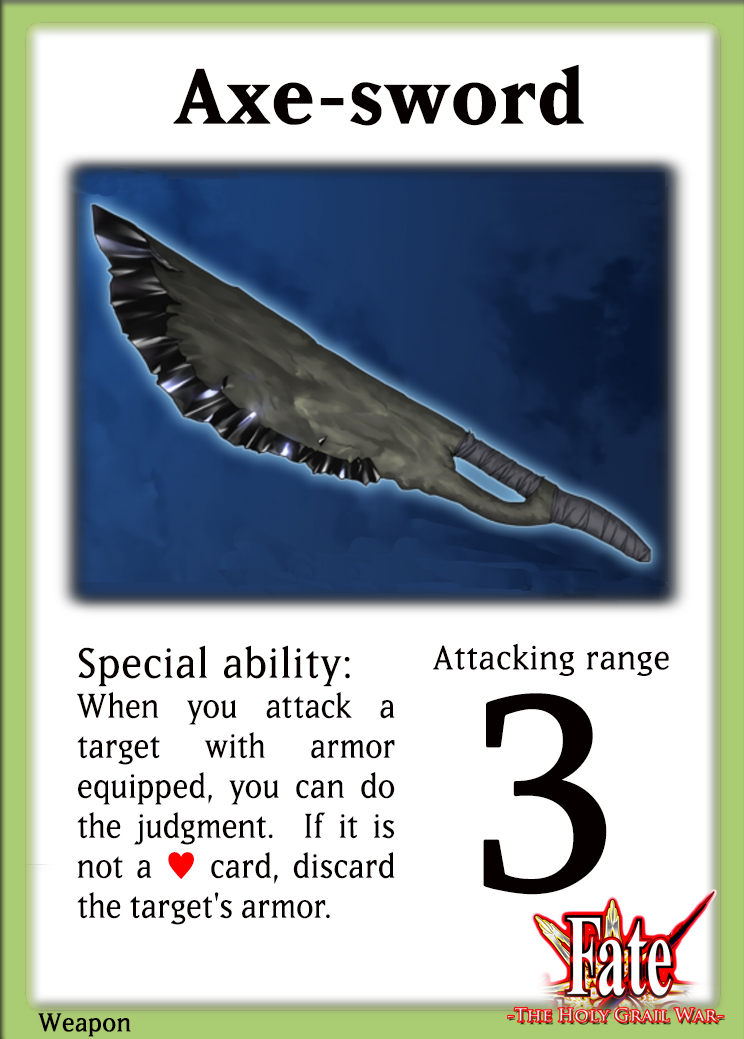 Axe-sword
Special ability:
When you attack a
target with armor
equipped, you can do
the judgment. If it is
not a ♥ card, discard
the target's armor.
Attacking range
3
Fate
-THE HOLY GRAIL WAR-
Weapon